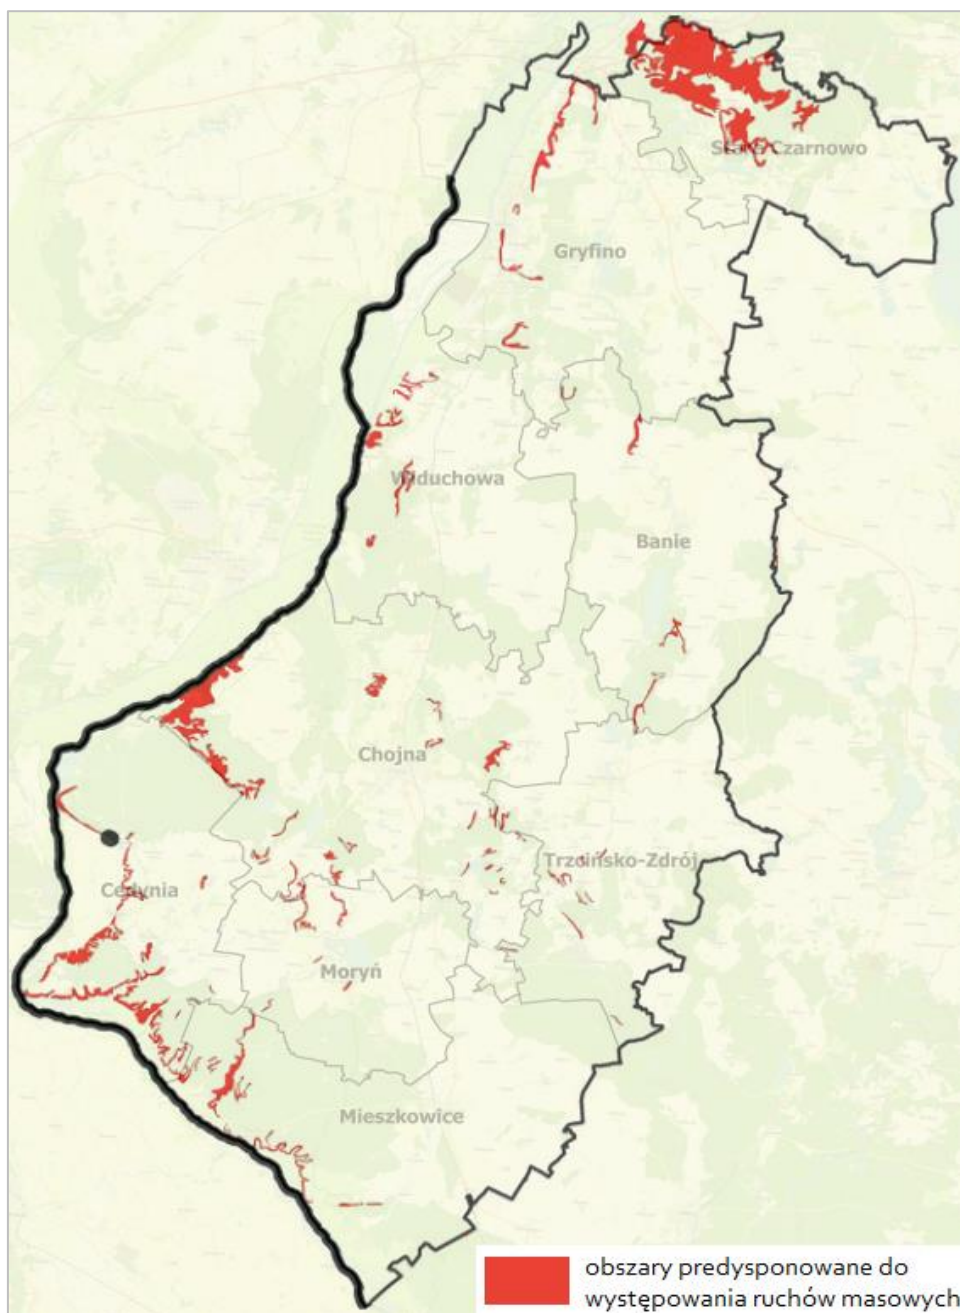 Stare Czarnowo
Gryfino
Widuchowa
Banie
Chojna
Trzcińsko-Zdrój
Cedynia
Moryń
Mieszkowice
obszary predysponowane do
występowania ruchów masowych